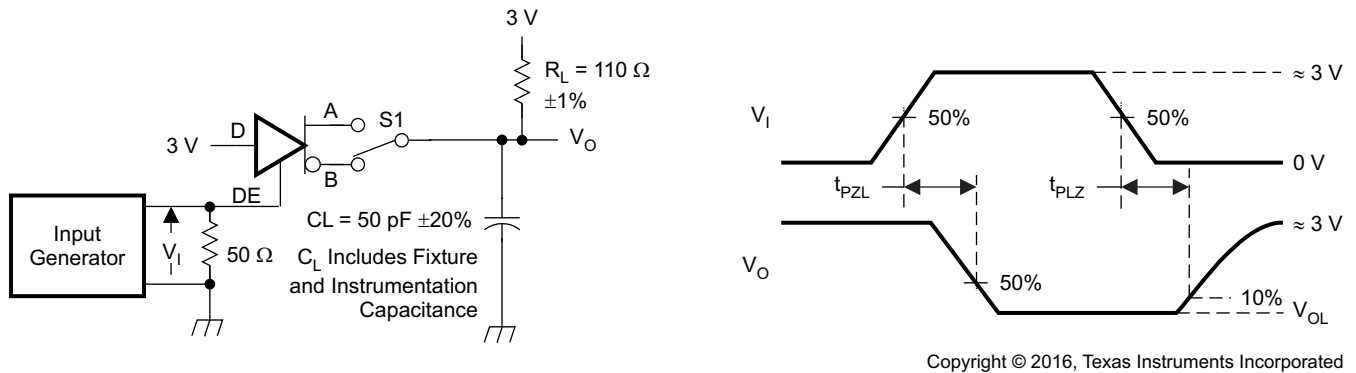 3 V
R_L = 110 Ω
±1%
A
S1
D
3 V
V_O
B
DE
Input
Generator
V_I
50 Ω
CL = 50 pF ±20%
C_L Includes Fixture
and Instrumentation
Capacitance
≈ 3 V
V_I
50%
50%
0 V
t_PZL
t_PLZ
≈ 3 V
V_O
50%
10%
V_OL
Copyright © 2016, Texas Instruments Incorporated